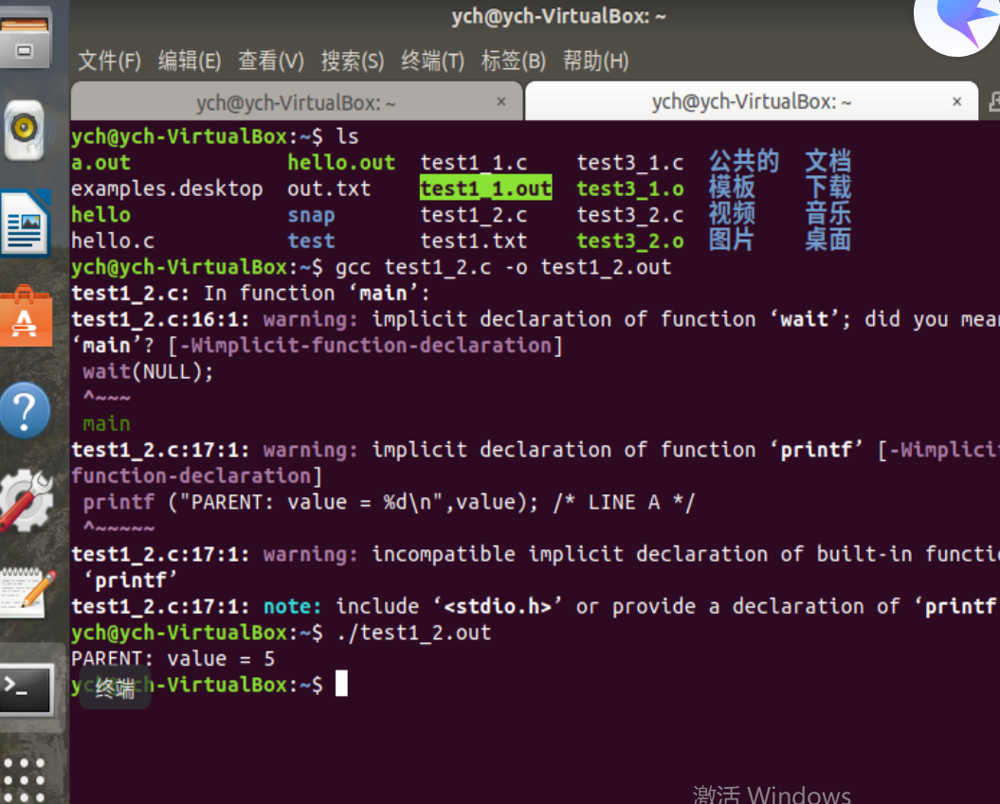 ych@ych-VirtualBox: ~
文件(F) 编辑(E) 查看(V) 搜索(S) 终端(T) 标签(B) 帮助(H)
ych@ych-VirtualBox: ~ × ych@ych-VirtualBox: ~ ×
ych@ych-VirtualBox:~$ ls
a.out hello.out test1_1.c test3_1.c 公共的 文档
examples.desktop out.txt test1_1.out test3_1.o 模板 下载
hello snap test1_2.c test3_2.c 视频 音乐
hello.c test test1.txt test3_2.o 图片 桌面
ych@ych-VirtualBox:~$ gcc test1_2.c -o test1_2.out
test1_2.c: In function ‘main’:
test1_2.c:16:1: warning: implicit declaration of function ‘wait’; did you mean
‘main’? [-Wimplicit-function-declaration]
wait(NULL);
^~~~
main
test1_2.c:17:1: warning: implicit declaration of function ‘printf’ [-Wimplicit
function-declaration]
printf ("PARENT: value = %d\n",value); /* LINE A */
^~~~~~
test1_2.c:17:1: warning: incompatible implicit declaration of built-in functio
‘printf’
test1_2.c:17:1: note: include ‘<stdio.h>’ or provide a declaration of ‘printf
ych@ych-VirtualBox:~$ ./test1_2.out
PARENT: value = 5
ych@ych-VirtualBox:~$
终端
激活 Windows